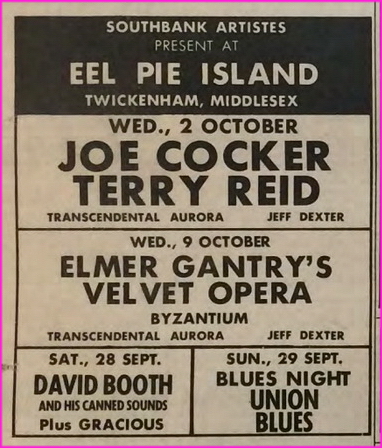 SOUTHBANK ARTISTES
PRESENT AT
EEL PIE ISLAND
TWICKENHAM, MIDDLESEX
WED., 2 OCTOBER
JOE COCKER
TERRY REID
TRANSCENDENTAL AURORA JEFF DEXTER
WED., 9 OCTOBER
ELMER GANTRY'S
VELVET OPERA
BYZANTIUM
TRANSCENDENTAL AURORA JEFF DEXTER
SAT., 28 SEPT.
DAVID BOOTH
AND HIS CANNED SOUNDS
Plus GRACIOUS
SUN., 29 SEPT.
BLUES NIGHT
UNION
BLUES